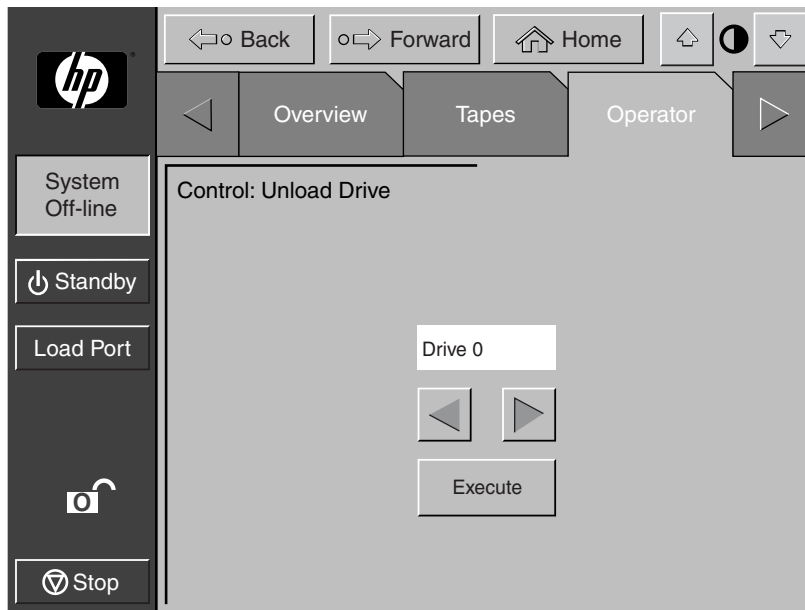 hp
Back
Forward
Home
Overview
Tapes
Operator
System
Off-line
Control: Unload Drive
Standby
Load Port
Drive 0
Execute
O
Stop